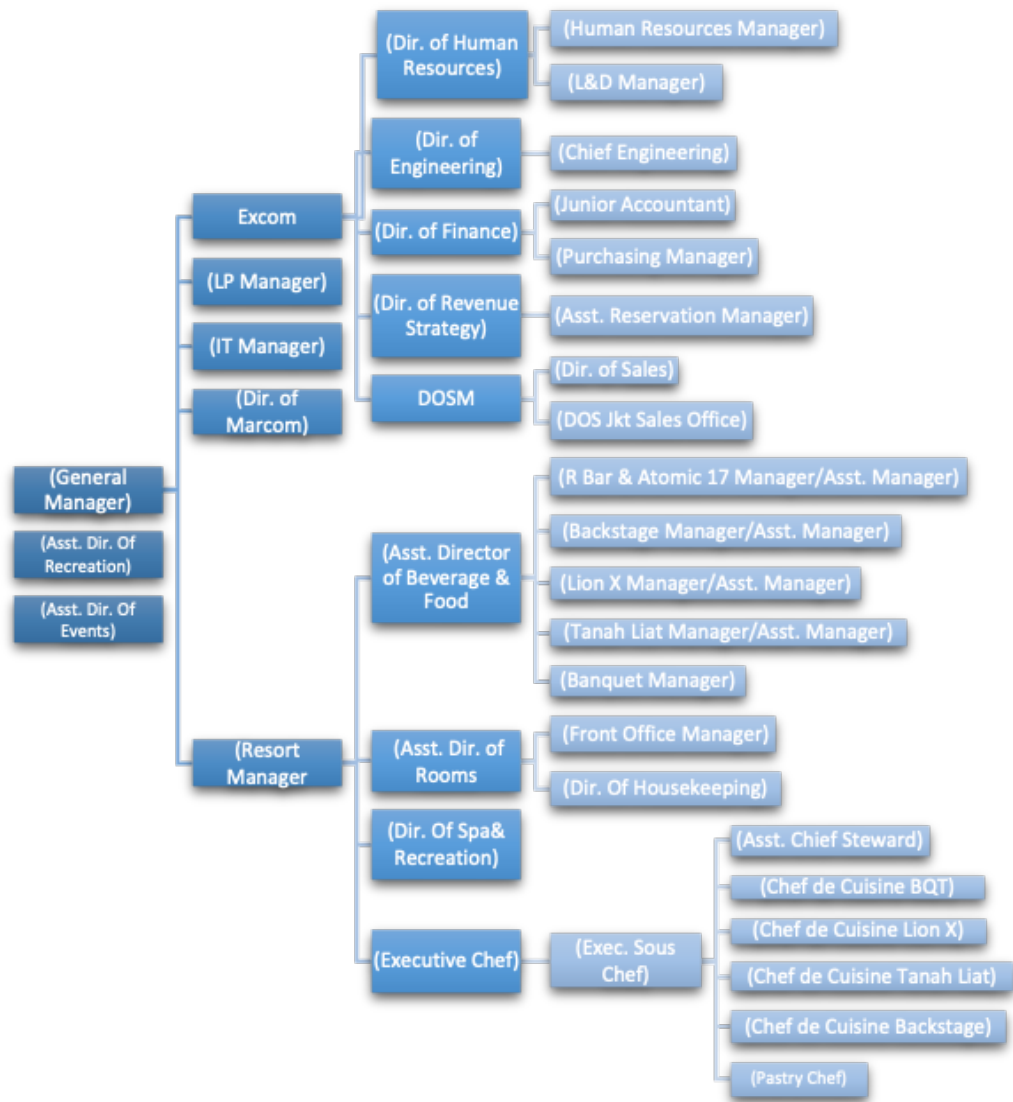 (General
Manager)
(Asst. Dir. Of
Recreation)
(Asst. Dir. Of
Events)
Excom
(LP Manager)
(IT Manager)
(Dir. of
Marcom)
(Resort
Manager
(Dir. of Human
Resources)
(Human Resources Manager)
(L&D Manager)
(Dir. of
Engineering)
(Chief Engineering)
(Dir. of Finance)
(Junior Accountant)
(Purchasing Manager)
(Dir. of Revenue
Strategy)
(Asst. Reservation Manager)
DOSM
(Dir. of Sales)
(DOS Jkt Sales Office)
(Asst. Director
of Beverage &
Food
(R Bar & Atomic 17 Manager/Asst. Manager)
(Backstage Manager/Asst. Manager)
(Lion X Manager/Asst. Manager)
(Tanah Liat Manager/Asst. Manager)
(Banquet Manager)
(Asst. Dir. of
Rooms
(Front Office Manager)
(Dir. Of Housekeeping)
(Dir. Of Spa&
Recreation)
(Executive Chef)
(Exec. Sous
Chef)
(Asst. Chief Steward)
(Chef de Cuisine BQT)
(Chef de Cuisine Lion X)
(Chef de Cuisine Tanah Liat)
(Chef de Cuisine Backstage)
(Pastry Chef)